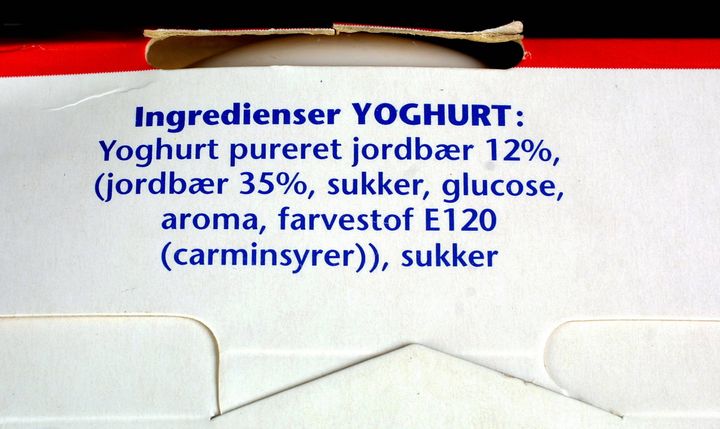 Ingredienser YOGHURT:
Yoghurt pureret jordbær 12%,
(jordbær 35%, sukker, glucose,
aroma, farvestof E120
(carminsyrer)), sukker